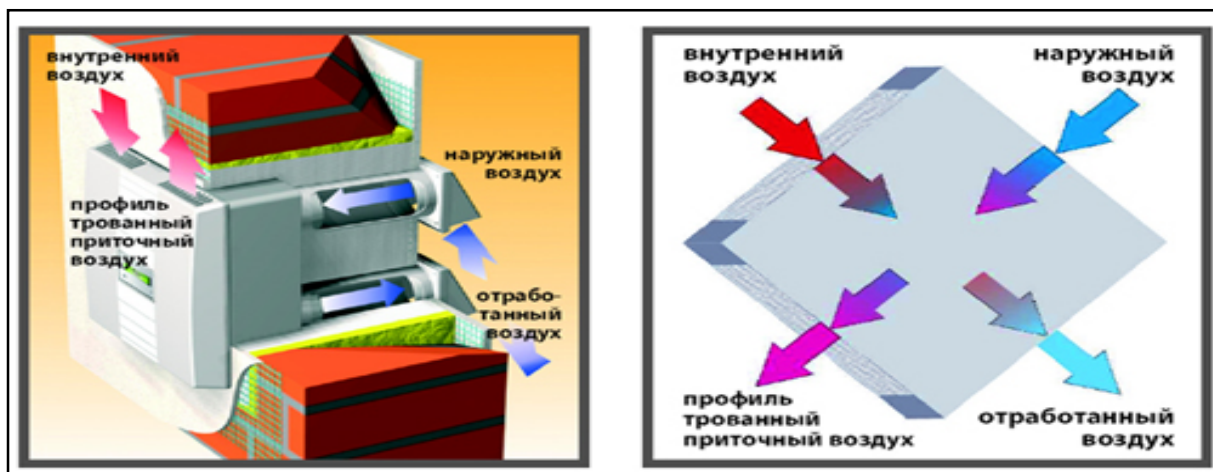 внутренний
воздух
наружный
воздух
профиль
трованный
приточный
воздух
отрабо-
танный
воздух
внутренний
воздух
наружный
воздух
профиль
трованный
приточный воздух
отработанный
воздух